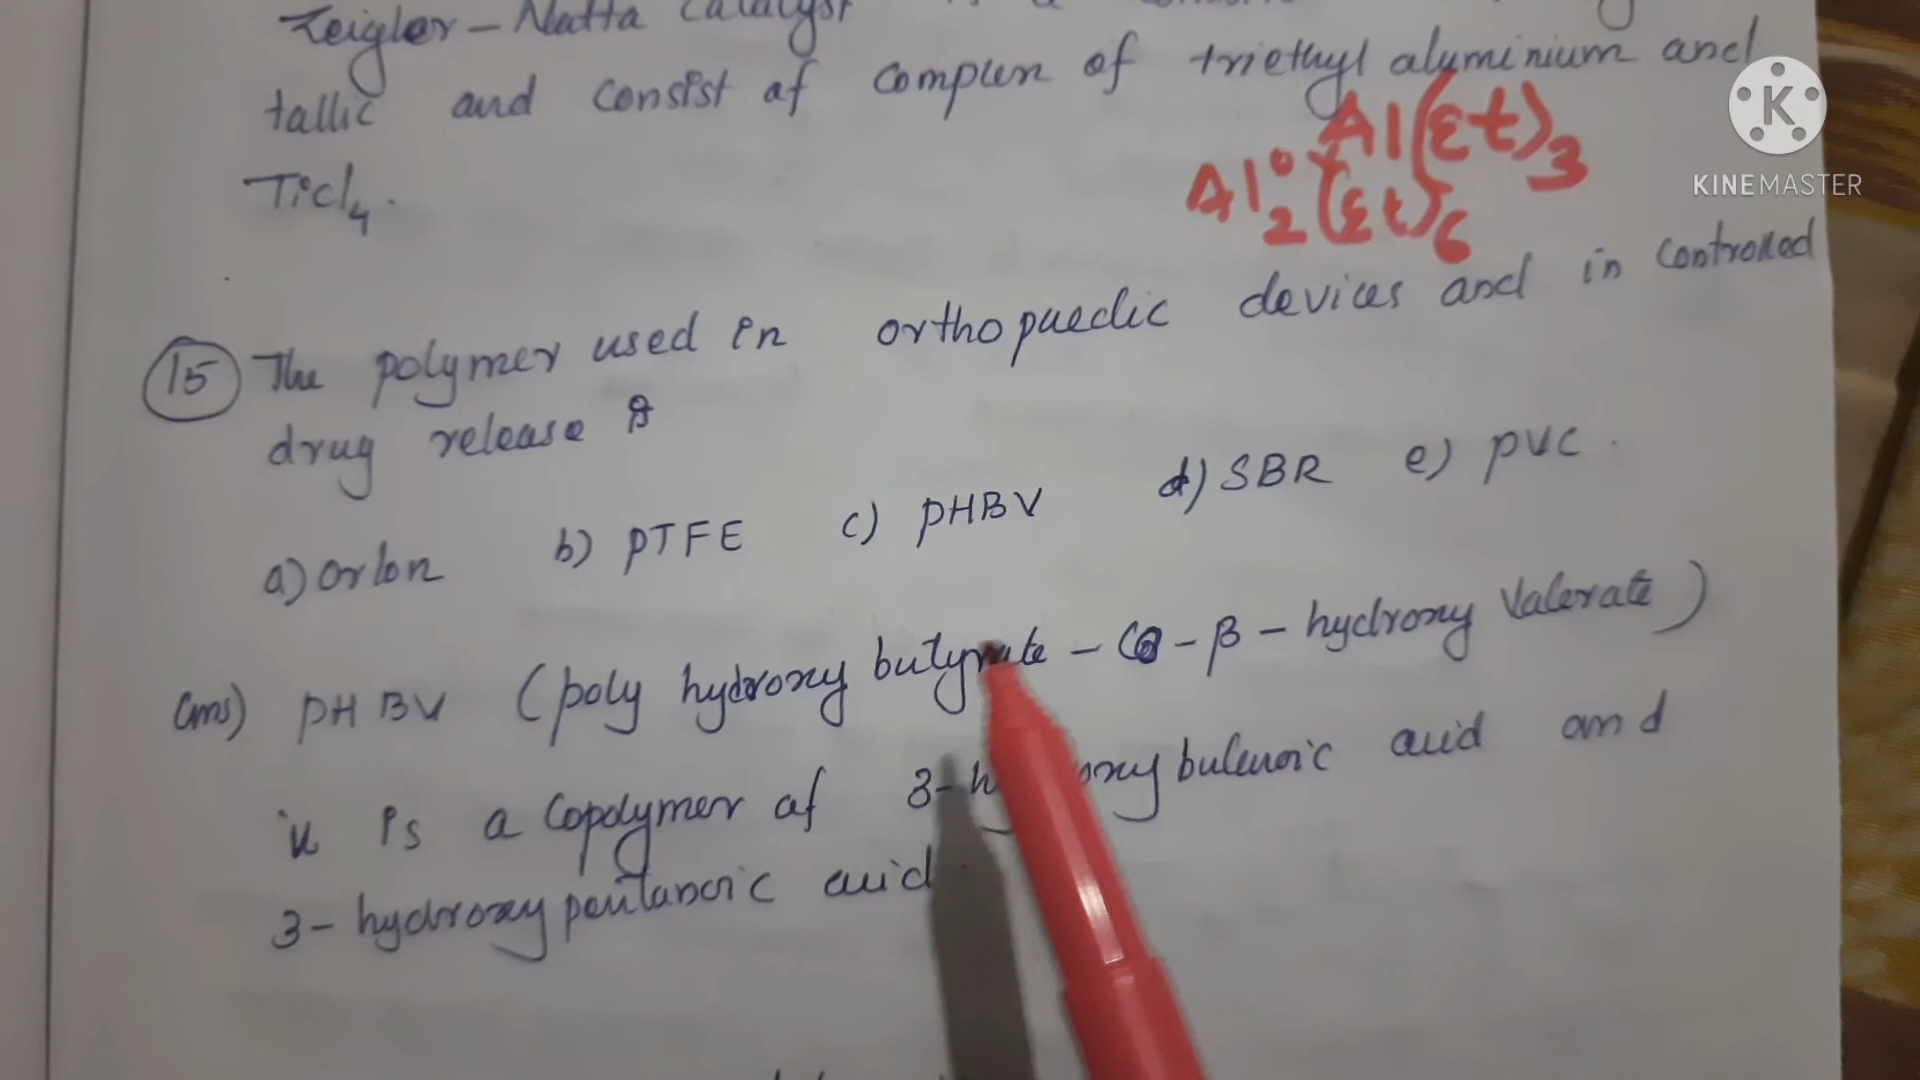 Zeigler-Natta Catalyst
tallic and consist of complex of triethyl aluminium and
Al(Et)3
TiCl4.
Al2(Et)6
KINEMASTER
15 The polymer used in orthopaedic devices and in controlled
drug release is
a) Orlon b) PTFE c) PHBV d) SBR e) PVC.
Ans) PHBV (poly hydroxy butyrate - CO - β - hydroxy Valerate)
it is a copolymer of 3- butanoic acid and
3- hydroxy pentanoic acid